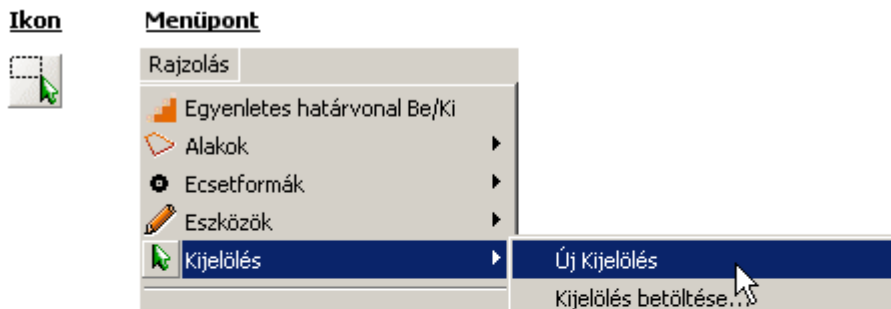 Ikon Menüpont
Rajzolás
Egyenletes határvonal Be/Ki
Alakok
Ecsetformák
Eszközök
Kijelölés Új Kijelölés
Kijelölés betöltése...